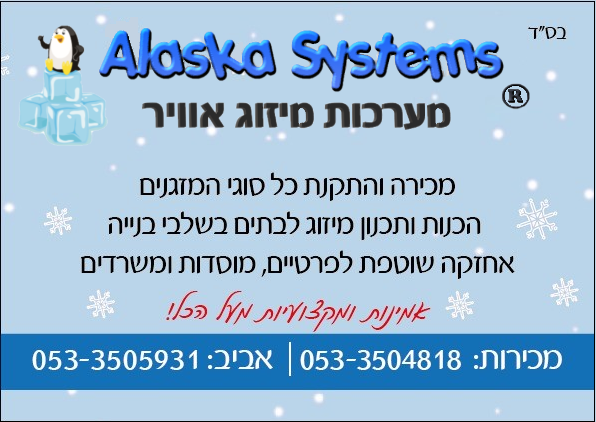 בס"ד
Alaska Systems ®
מערכות מיזוג אוויר
מכירה והתקנת כל סוגי המזגנים
הכנות ותכנון מיזוג לבתים בשלבי בנייה
אחזקה שוטפת לפרטיים, מוסדות ומשרדים
אמינות ומקצועיות מעל הכל!
מכירות: 053-3504818 | אביב: 053-3505931